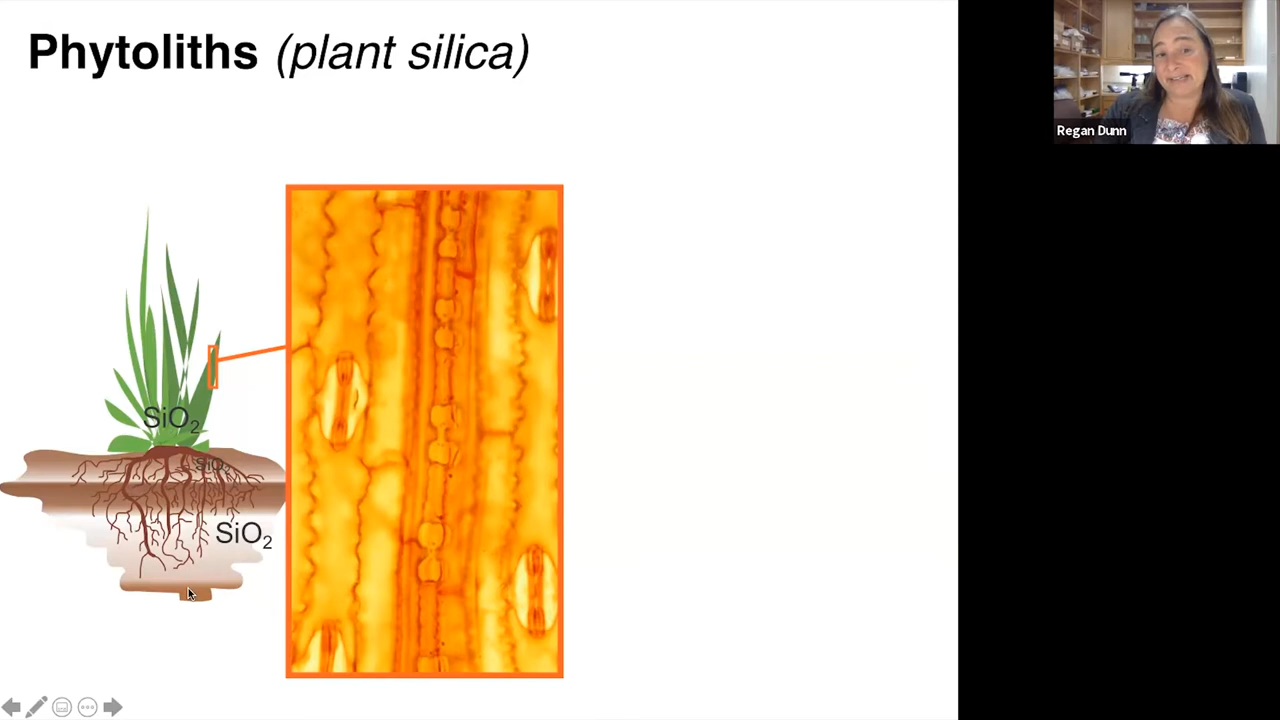 Phytoliths (plant silica)
Regan Dunn
SiO₂
SiO₂
SiO₂